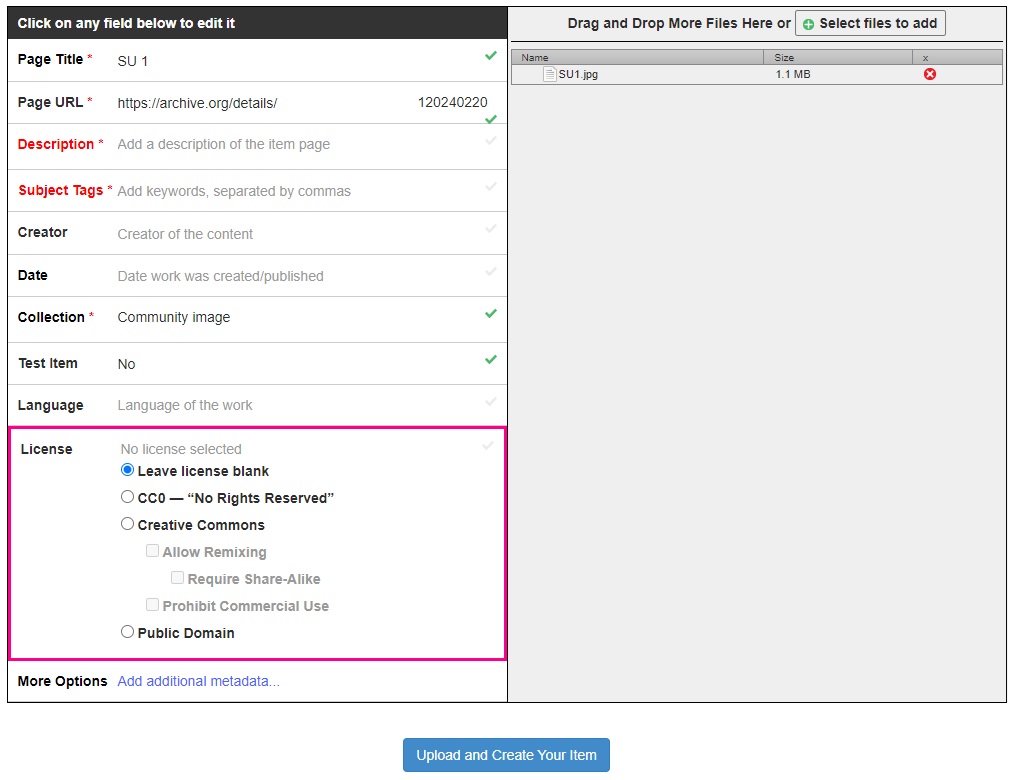 Click on any field below to edit it
Page Title * SU 1
Page URL * https://archive.org/details/ 120240220
Description * Add a description of the item page
Subject Tags * Add keywords, separated by commas
Creator Creator of the content
Date Date work was created/published
Collection * Community image
Test Item No
Language Language of the work
License No license selected
Leave license blank
CC0 — “No Rights Reserved”
Creative Commons
Allow Remixing
Require Share-Alike
Prohibit Commercial Use
Public Domain
More Options Add additional metadata...
Drag and Drop More Files Here or Select files to add
Name Size x
SU1.jpg 1.1 MB
Upload and Create Your Item